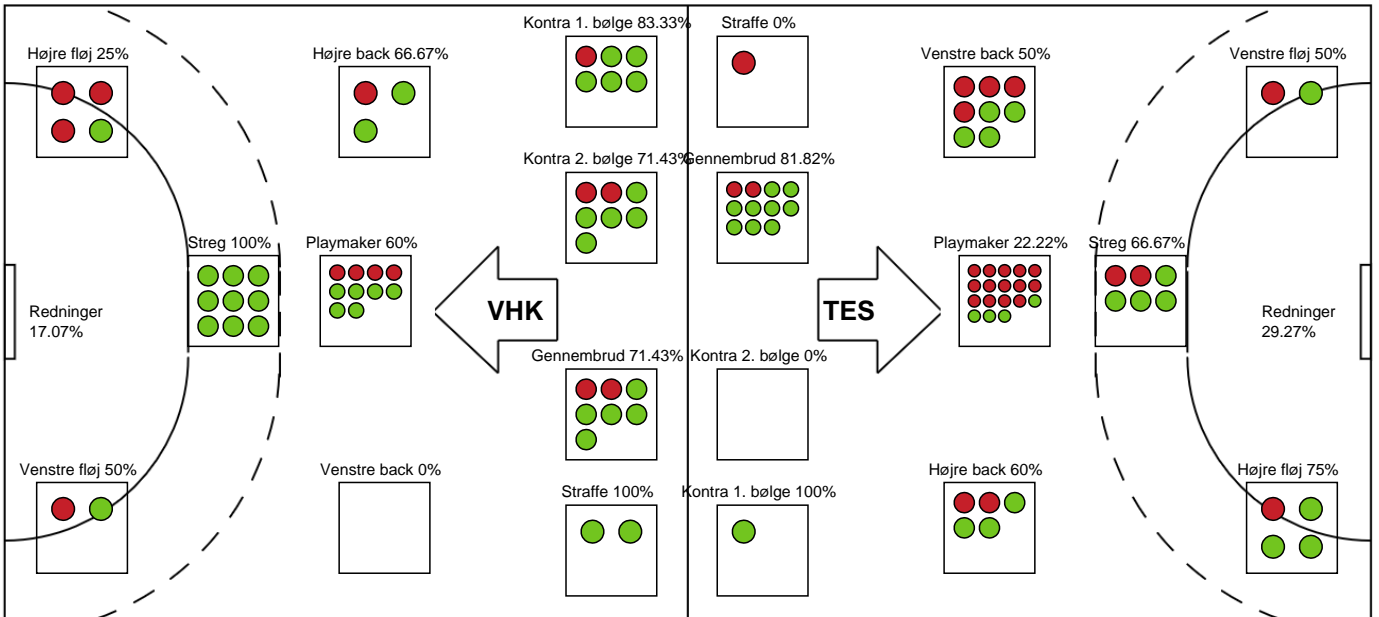 Kontra 1. bølge 83.33%
Straffe 0%
Højre fløj 25%
Højre back 66.67%
Venstre back 50%
Venstre fløj 50%
Kontra 2. bølge 71.43%
Gennembrud 81.82%
Streg 100%
Playmaker 60%
Playmaker 22.22%
Streg 66.67%
Redninger
17.07%
VHK
TES
Redninger
29.27%
Gennembrud 71.43%
Kontra 2. bølge 0%
Venstre fløj 50%
Venstre back 0%
Højre back 60%
Højre fløj 75%
Straffe 100%
Kontra 1. bølge 100%